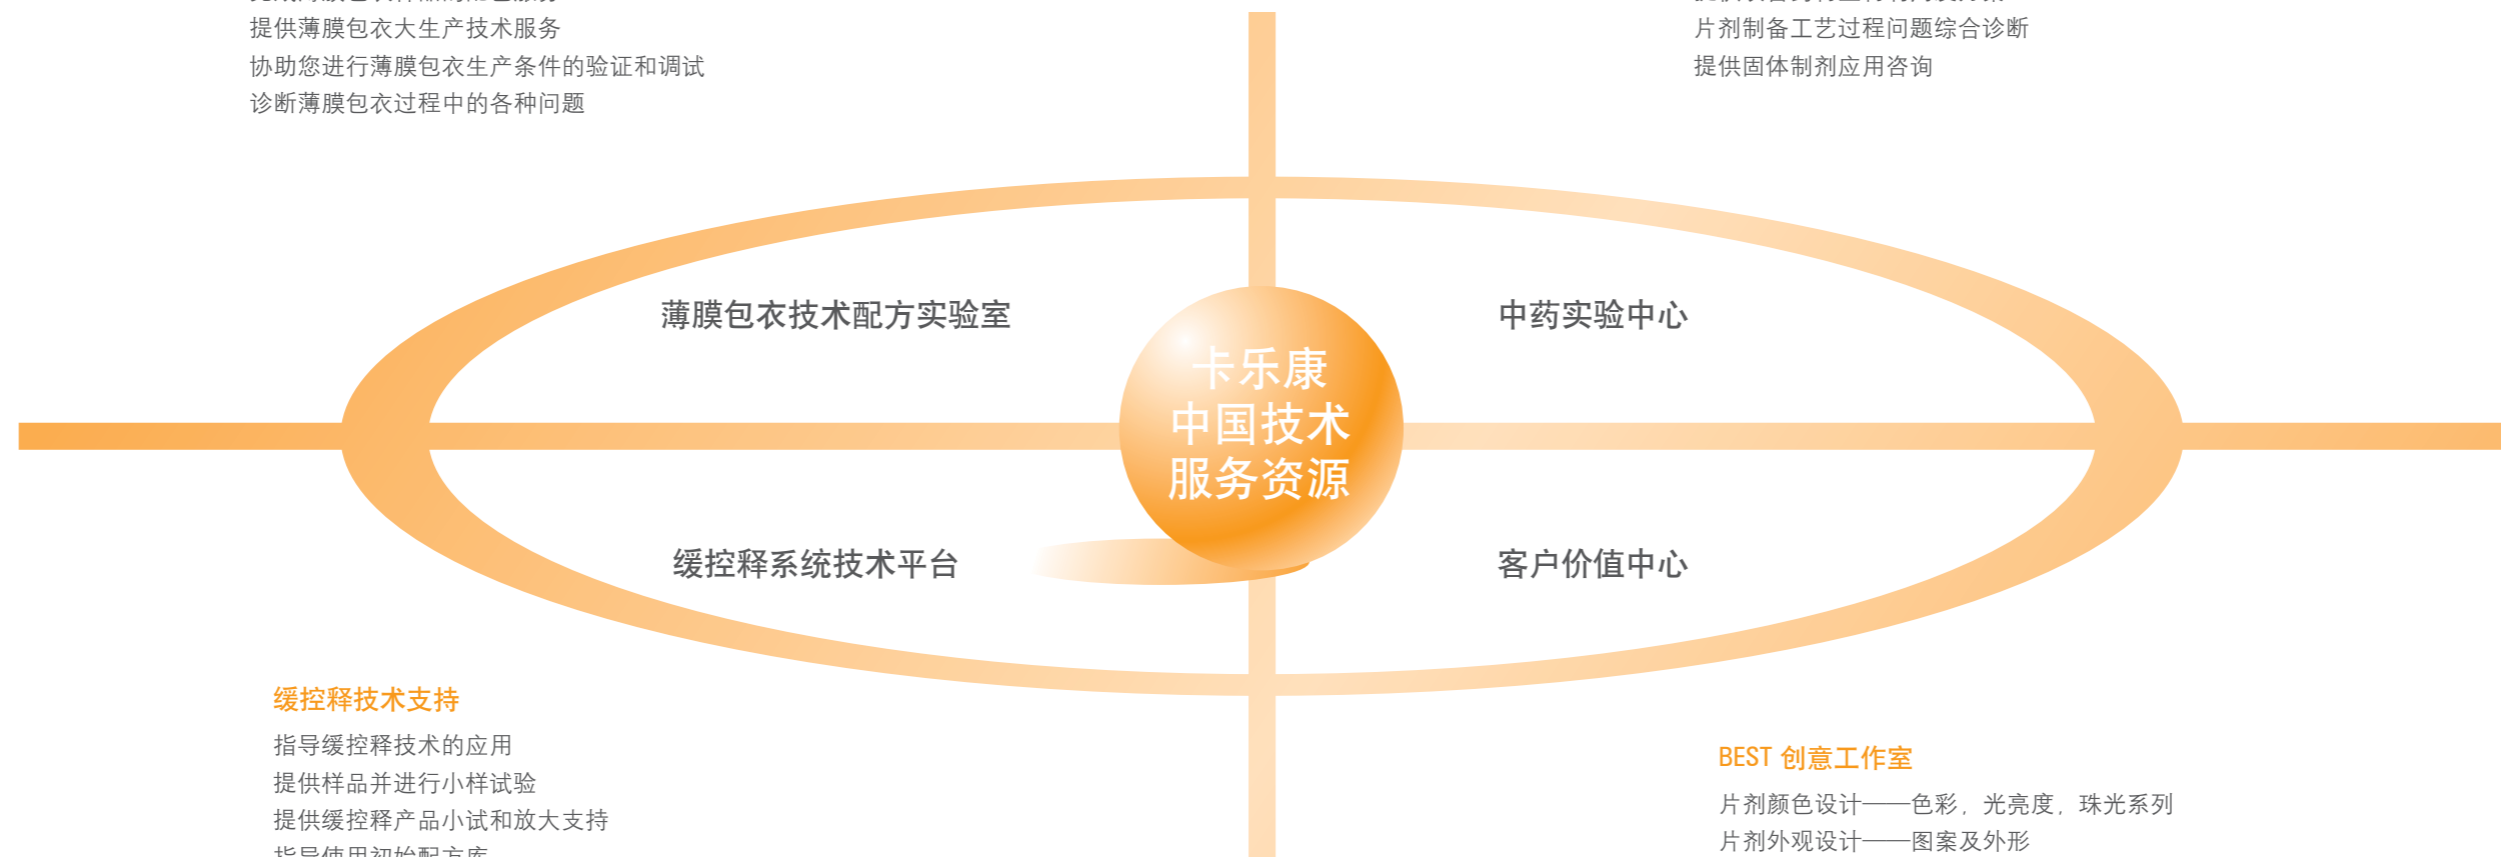 提供薄膜包衣大生产技术服务
协助您进行薄膜包衣生产条件的验证和调试
诊断薄膜包衣过程中的各种问题
片剂制备工艺过程问题综合诊断
提供固体制剂应用咨询
薄膜包衣技术配方实验室
中药实验中心
卡乐康
中国技术
服务资源
缓控释系统技术平台
客户价值中心
缓控释技术支持
指导缓控释技术的应用
提供样品并进行小样试验
提供缓控释产品小试和放大支持
指导使用初始配方库
BEST 创意工作室
片剂颜色设计——色彩，光亮度，珠光系列
片剂外观设计——图案及外形